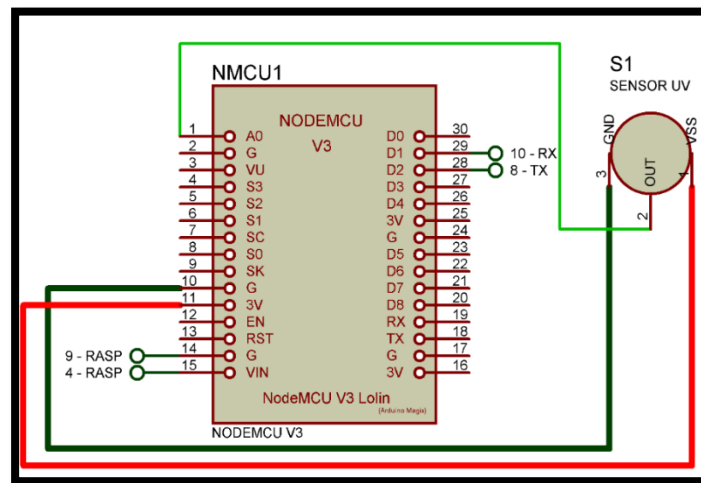 NMCU1
NODEMCU
V3
1 A0
2 G
3 VU
4 S3
5 S2
6 S1
7 SC
8 S0
9 SK
10 G
11 3V
12 EN
13 RST
14 G
15 VIN
D0 30
D1 29
D2 28
D3 27
D4 26
3V 25
G 24
D5 23
D6 22
D7 21
D8 20
RX 19
TX 18
G 17
3V 16
10 - RX
8 - TX
9 - RASP
4 - RASP
NodeMCU V3 Lolin
(Arduino Megis)
NODEMCU V3
S1
SENSOR UV
GND
VSS
OUT
3
2
1